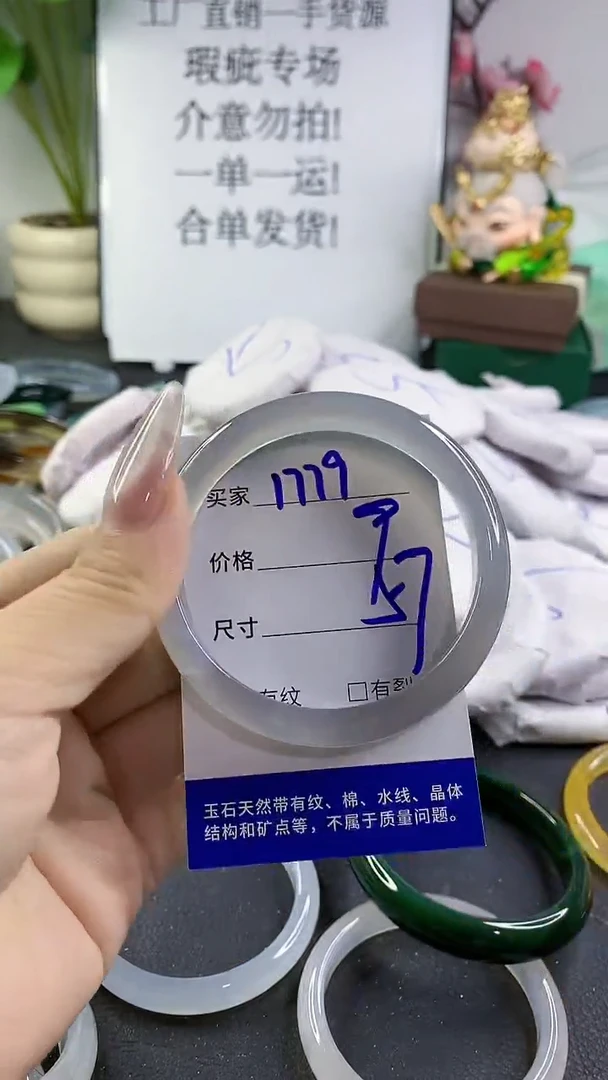 工厂直销一手货源
瑕疵专场
介意勿拍!
一单一运!
合单发货!
买家 1779
价格
尺寸 57
有纹 □有裂
玉石天然带有纹、棉、水线、晶体
结构和矿点等，不属于质量问题。